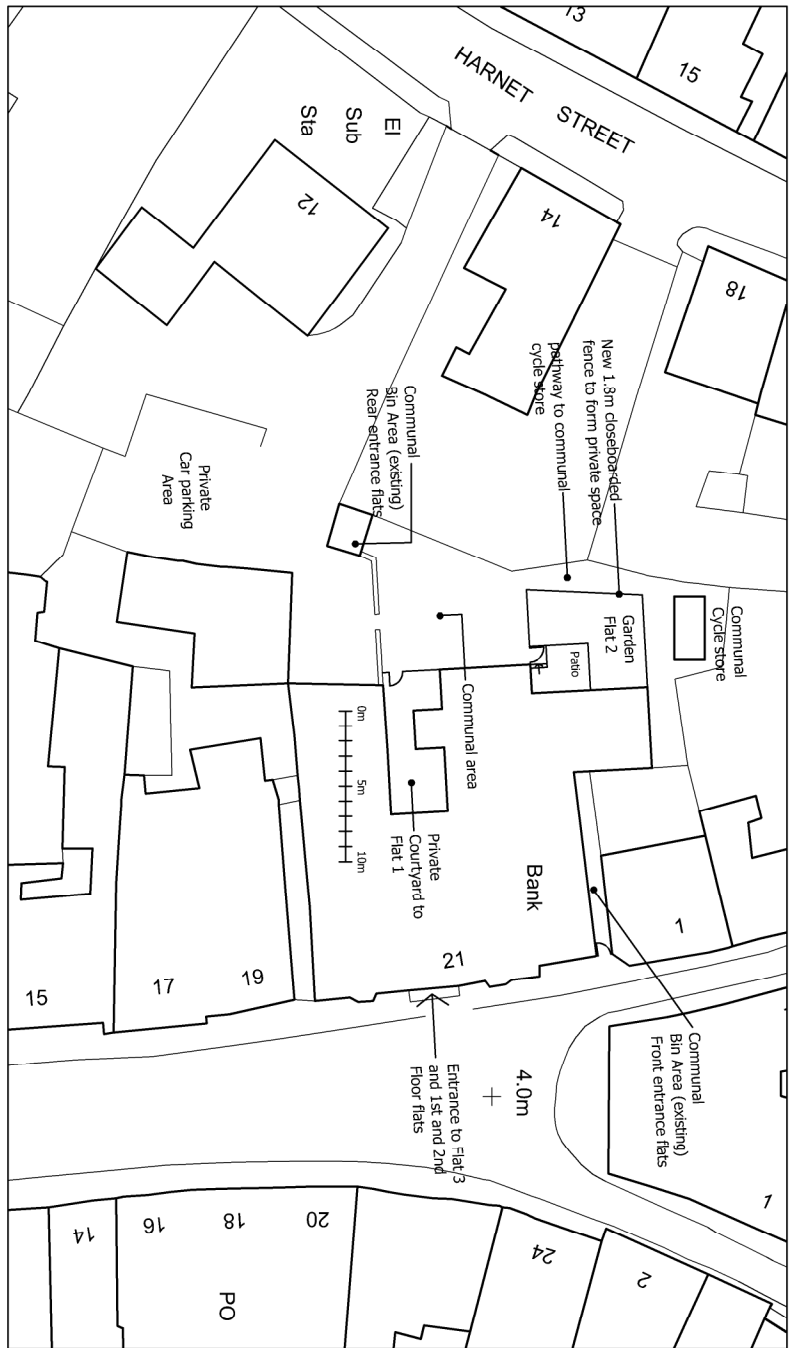 HARNET STREET
13
15
El
Sub
Sta
12
14
18
New 1.8m closeboarded
fence to form private space
pathway to communal
cycle store
Communal
Bin Area (existing)
Rear entrance flats
Private
Car parking
Area
Communal
Cycle store
Garden
Flat 2
Patio
Communal area
0m
5m
10m
Private
Courtyard to
Flat 1
Bank
21
1
15
17
19
Communal
Bin Area (existing)
Front entrance flats
Entrance to Flat 3
and 1st and 2nd
Floor flats
4.0m
1
14
16
18
20
PO
24
2